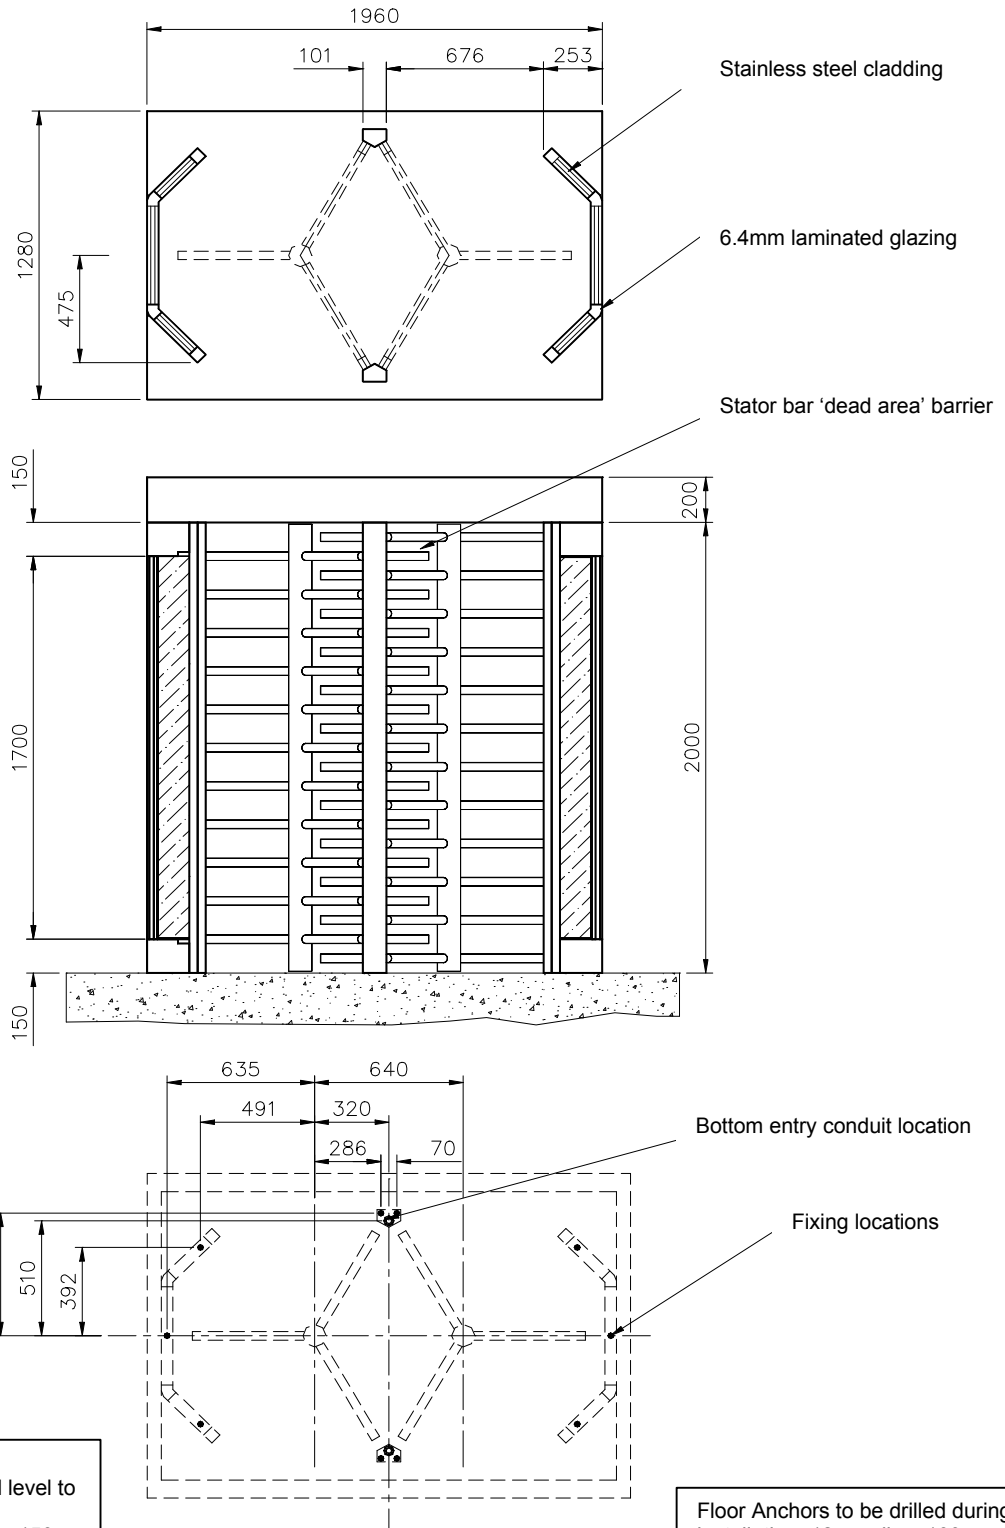 1960
101
676
253
Stainless steel cladding
1280
475
6.4mm laminated glazing
Stator bar ‘dead area’ barrier
150
200
1700
2000
150
635
640
491
320
286
70
Bottom entry conduit location
510
392
Fixing locations
level to
Floor Anchors to be drilled during